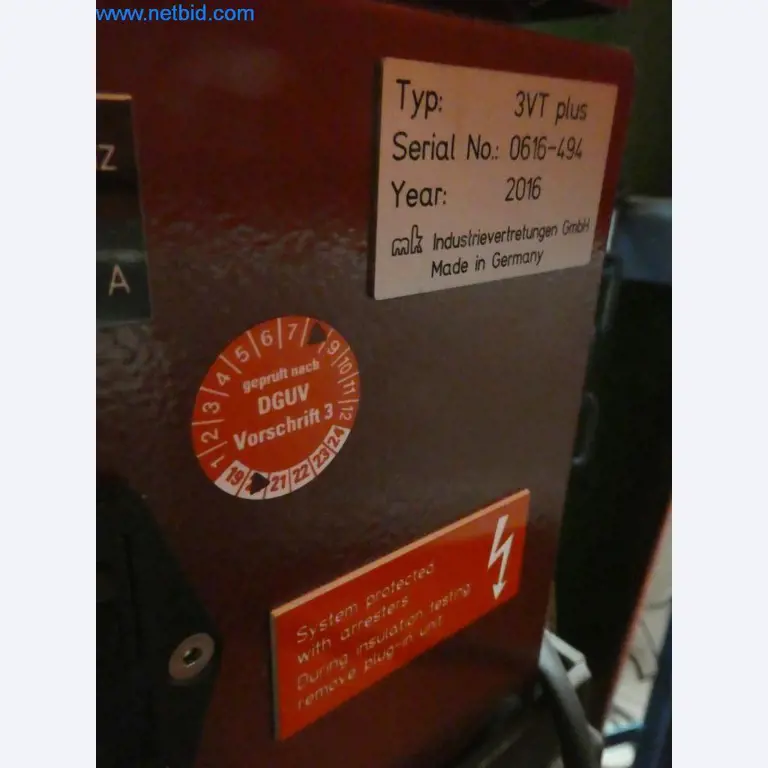 www.netbid.com
Typ: 3VT plus
Serial No.: 0616-494
Year: 2016
mk Industrievertretungen GmbH
Made in Germany
Z
A
1 2 3 4 5 6 7 9 10 11 12
geprüft nach
DGUV
Vorschrift 3
19 21 22 23 24
System protected
with arresters
During insulation testing
remove plug-in unit